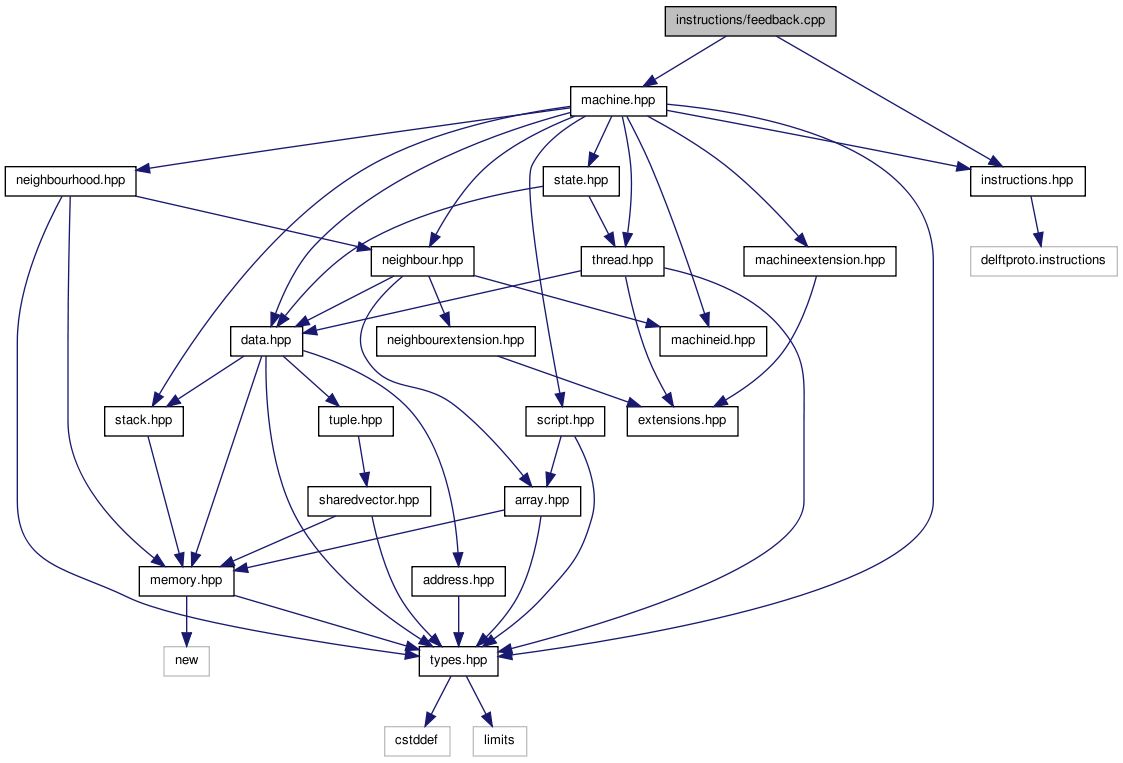 instructions/feedback.cpp
machine.hpp
neighbourhood.hpp
state.hpp
instructions.hpp
neighbour.hpp
thread.hpp
machineextension.hpp
delftproto.instructions
data.hpp
neighbourextension.hpp
machineid.hpp
stack.hpp
tuple.hpp
script.hpp
extensions.hpp
sharedvector.hpp
array.hpp
memory.hpp
address.hpp
new
types.hpp
cstddef
limits